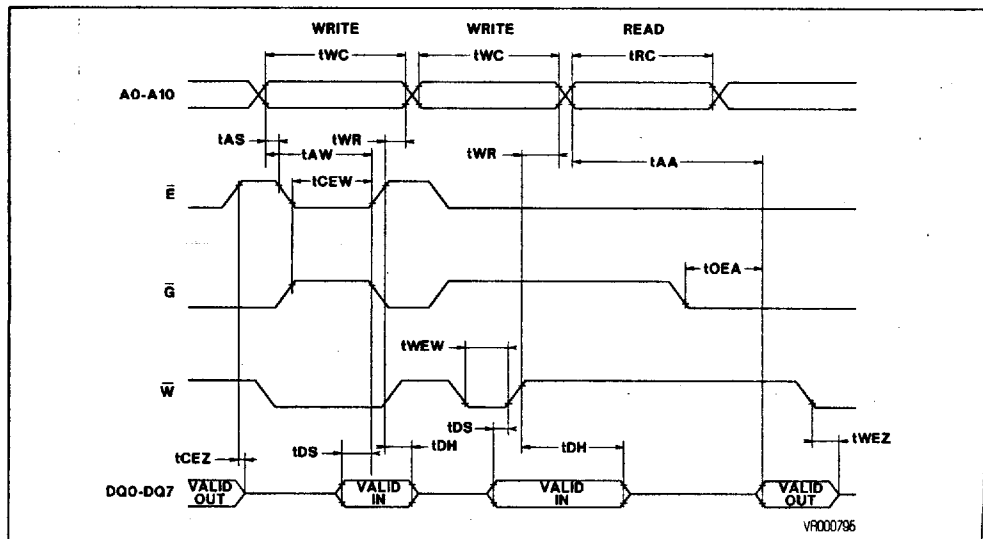 WRITE WRITE READ
tWC tWC tRC
A0-A10
tAS tWR
tAW tWR tAA
tCEW
E̅
tOEA
G̅
tWEW
W̅
tDS
tCEZ tDS tDH tDH tWEZ
DQ0-DQ7 VALID OUT VALID IN VALID IN VALID OUT
VR000796